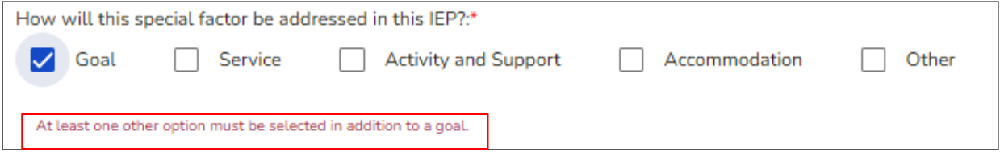 How will this special factor be addressed in this IEP?:*
Goal Service Activity and Support Accommodation Other
At least one other option must be selected in addition to a goal.